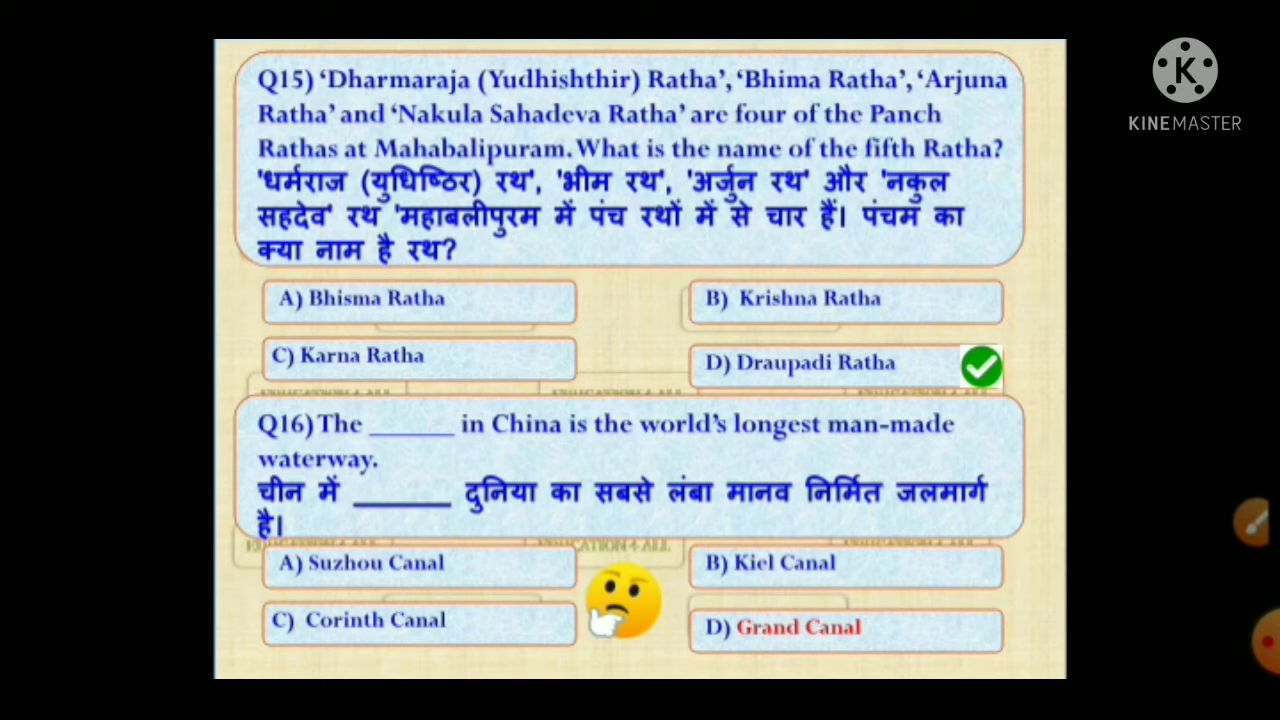 K
KINEMASTER
Q15) ‘Dharmaraja (Yudhishthir) Ratha’, ‘Bhima Ratha’, ‘Arjuna
Ratha’ and ‘Nakula Sahadeva Ratha’ are four of the Panch
Rathas at Mahabalipuram. What is the name of the fifth Ratha?
'धर्मराज (युधिष्ठिर) रथ', 'भीम रथ', 'अर्जुन रथ' और 'नकुल
सहदेव' रथ 'महाबलीपुरम में पंच रथों में से चार हैं। पंचम का
क्या नाम है रथ?
A) Bhisma Ratha
B) Krishna Ratha
C) Karna Ratha
D) Draupadi Ratha
Q16) The ______ in China is the world’s longest man-made
waterway.
चीन में ______ दुनिया का सबसे लंबा मानव निर्मित जलमार्ग
है।
A) Suzhou Canal
B) Kiel Canal
C) Corinth Canal
D) Grand Canal